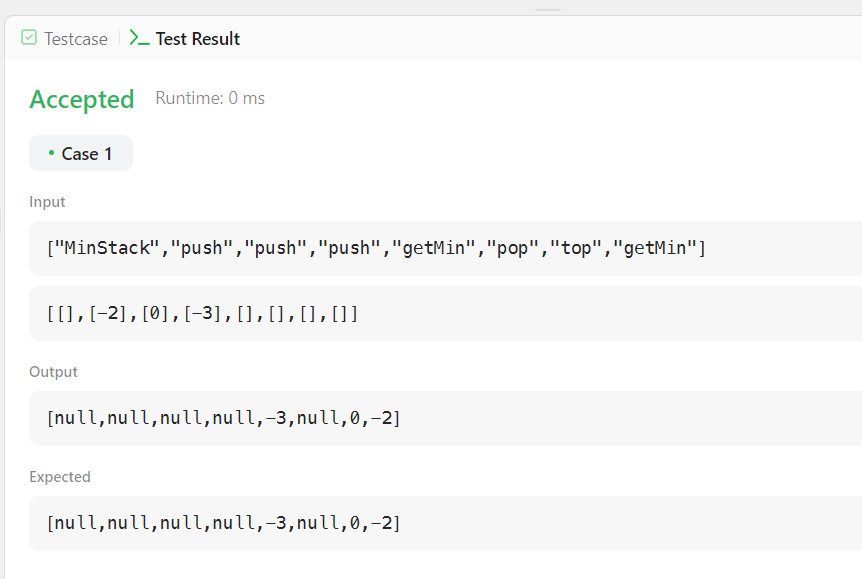 Testcase
Test Result
Accepted
Runtime: 0 ms
Case 1
Input
["MinStack","push","push","push","getMin","pop","top","getMin"]
[[],[-2],[0],[-3],[],[],[],[]]
Output
[null,null,null,null,-3,null,0,-2]
Expected
[null,null,null,null,-3,null,0,-2]